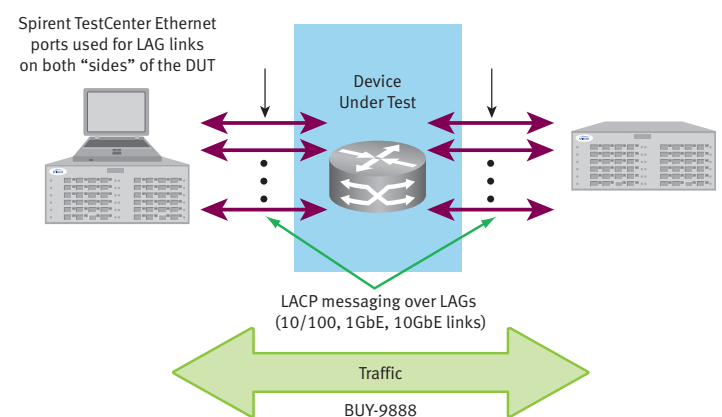 Spirent TestCenter Ethernet
ports used for LAG links
on both “sides” of the DUT
Device
Under Test
LACP messaging over LAGs
(10/100, 1GbE, 10GbE links)
Traffic
BUY-9888